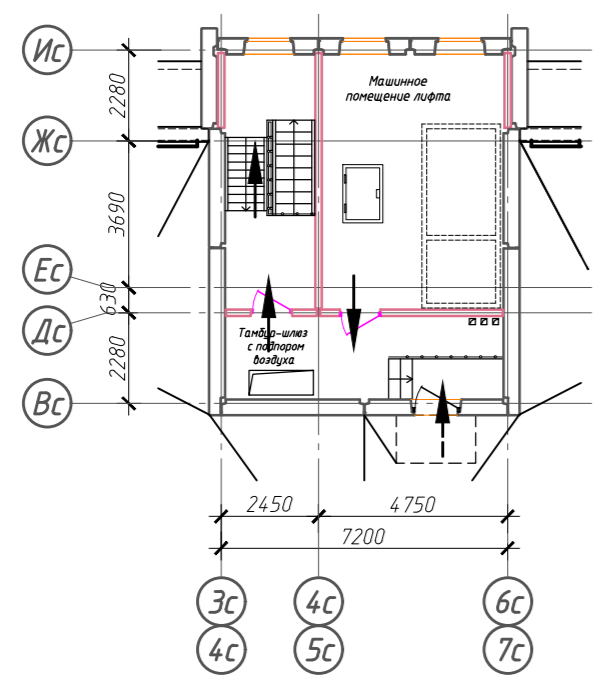 Ис
Машинное
помещение лифта
2280
Жс
3690
Ес
630
Дс
Тамбур-шлюз
с подпором
воздуха
2280
Вс
2450
4750
7200
3с
4с
6с
4с
5с
7с